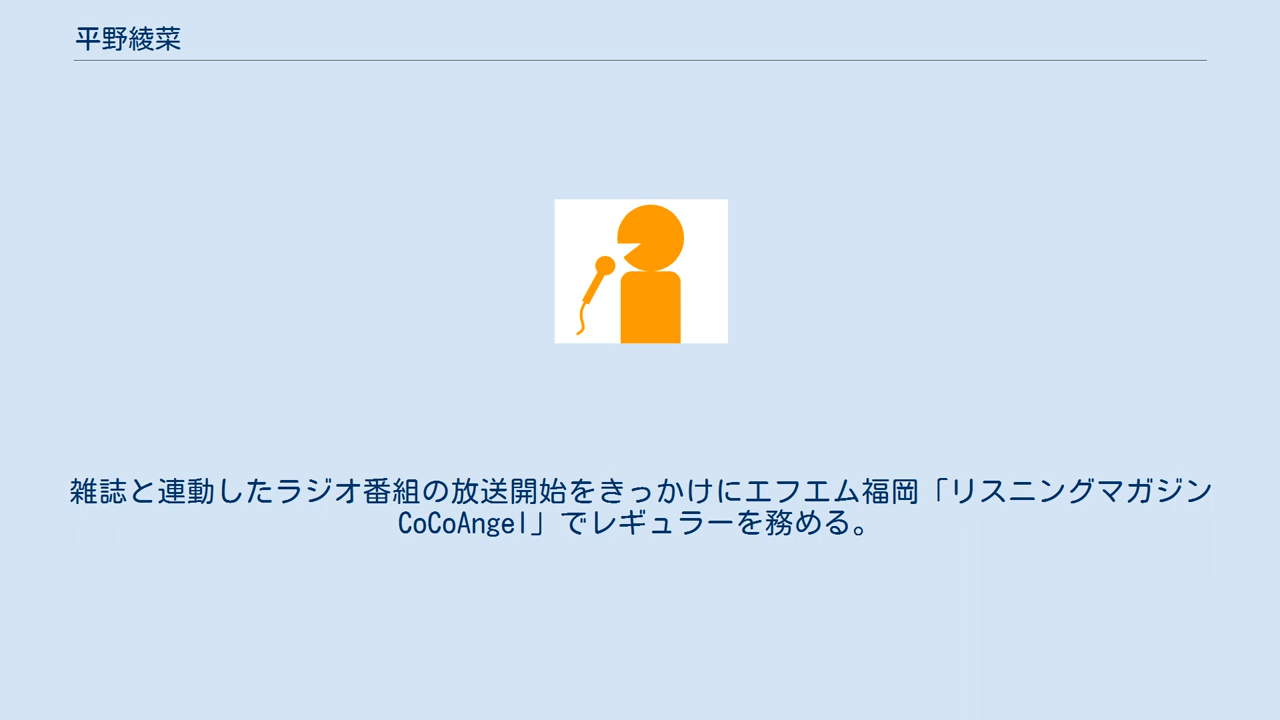 平野綾菜
雑誌と連動したラジオ番組の放送開始をきっかけにエフエム福岡「リスニングマガジン
CoCoAngel」でレギュラーを務める。